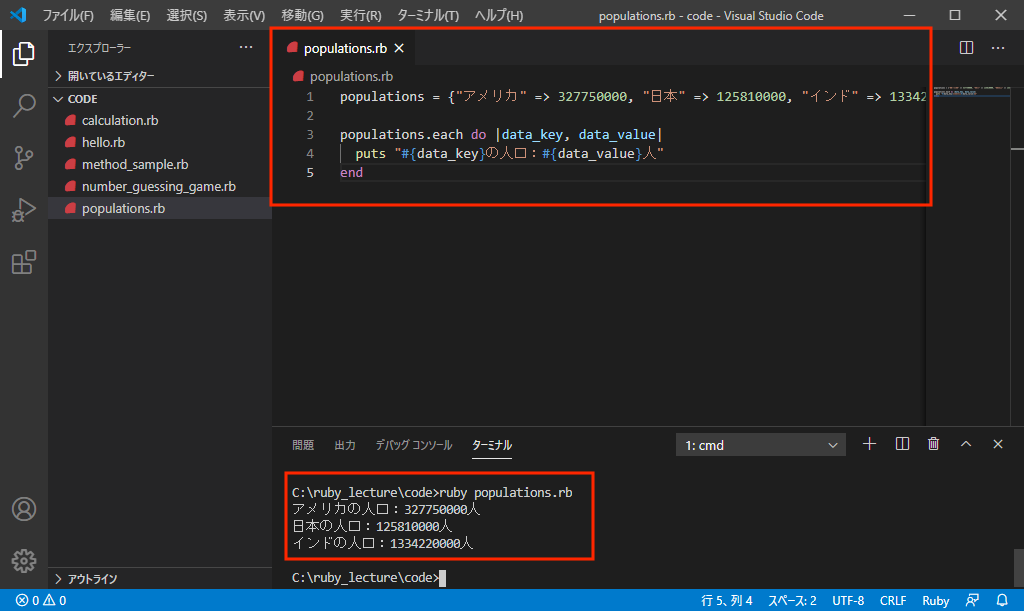 ファイル(F) 編集(E) 選択(S) 表示(V) 移動(G) 実行(R) ターミナル(T) ヘルプ(H) populations.rb - code - Visual Studio Code
エクスプローラー
開いているエディター
CODE
calculation.rb
hello.rb
method_sample.rb
number_guessing_game.rb
populations.rb
アウトライン
populations.rb
populations.rb
1 populations = {"アメリカ" => 327750000, "日本" => 125810000, "インド" => 13342
2
3 populations.each do |data_key, data_value|
4 puts "#{data_key}の人口：#{data_value}人"
5 end
問題 出力 デバッグ コンソール ターミナル 1: cmd
C:\ruby_lecture\code>ruby populations.rb
アメリカの人口：327750000人
日本の人口：125810000人
インドの人口：1334220000人
C:\ruby_lecture\code>
0 0 行 5、列 4 スペース: 2 UTF-8 CRLF Ruby